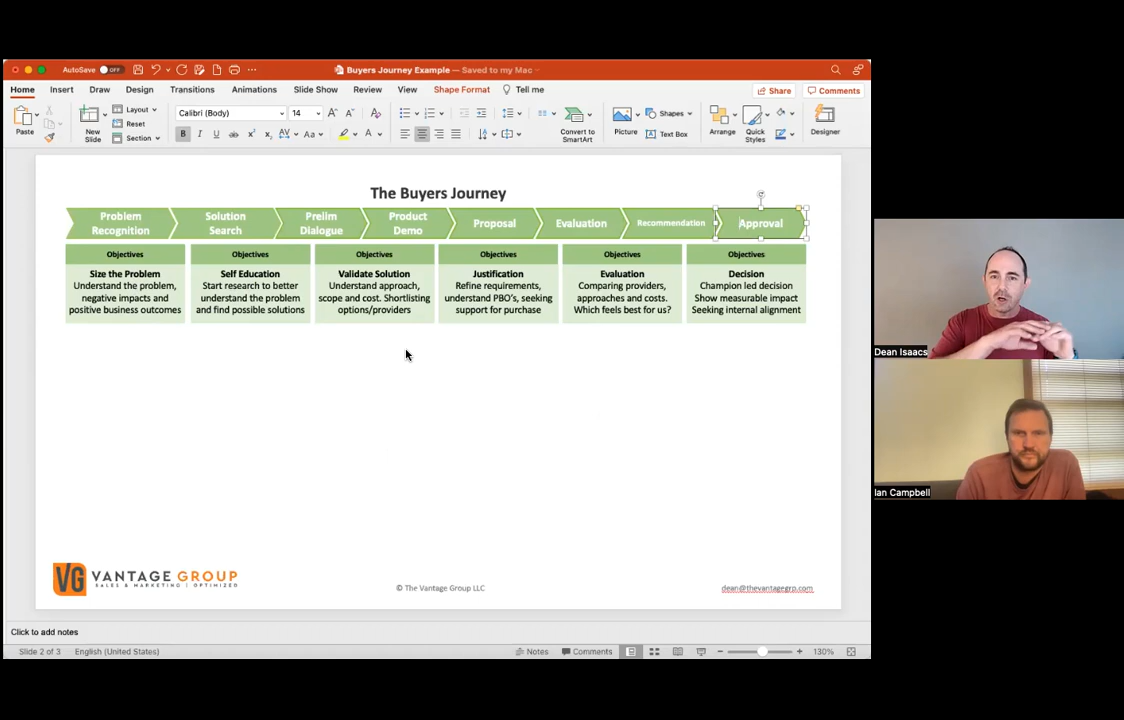 AutoSave OFF
Buyers Journey Example — Saved to my Mac
Home Insert Draw Design Transitions Animations Slide Show Review View Shape Format Tell me
Share Comments
Paste
New Slide
Layout
Reset
Section
Calibri (Body) 14
Convert to SmartArt
Picture
Shapes
Text Box
Arrange
Quick Styles
Designer
The Buyers Journey
Problem Recognition
Solution Search
Prelim Dialogue
Product Demo
Proposal
Evaluation
Recommendation
Approval
Objectives
Size the Problem
Understand the problem,
negative impacts and
positive business outcomes
Objectives
Self Education
Start research to better
understand the problem
and find possible solutions
Objectives
Validate Solution
Understand approach,
scope and cost. Shortlisting
options/providers
Objectives
Justification
Refine requirements,
understand PBO's, seeking
support for purchase
Objectives
Evaluation
Comparing providers,
approaches and costs.
Which feels best for us?
Objectives
Decision
Champion led decision
Show measurable impact
Seeking internal alignment
VG VANTAGE GROUP
SALES & MARKETING | OPTIMIZED
© The Vantage Group LLC
dean@thevantagegrp.com
Click to add notes
Slide 2 of 3 English (United States) Notes Comments 130%
Dean Isaacs
Ian Campbell